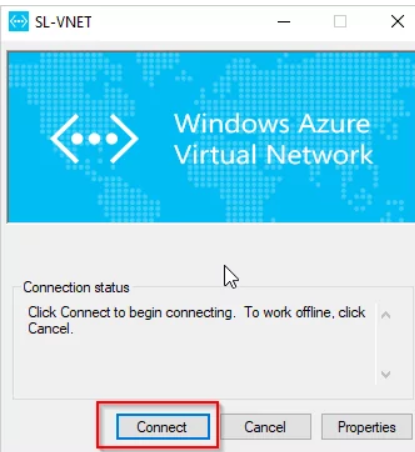 SL-VNET
Windows Azure
Virtual Network
Connection status
Click Connect to begin connecting. To work offline, click
Cancel.
Connect Cancel Properties